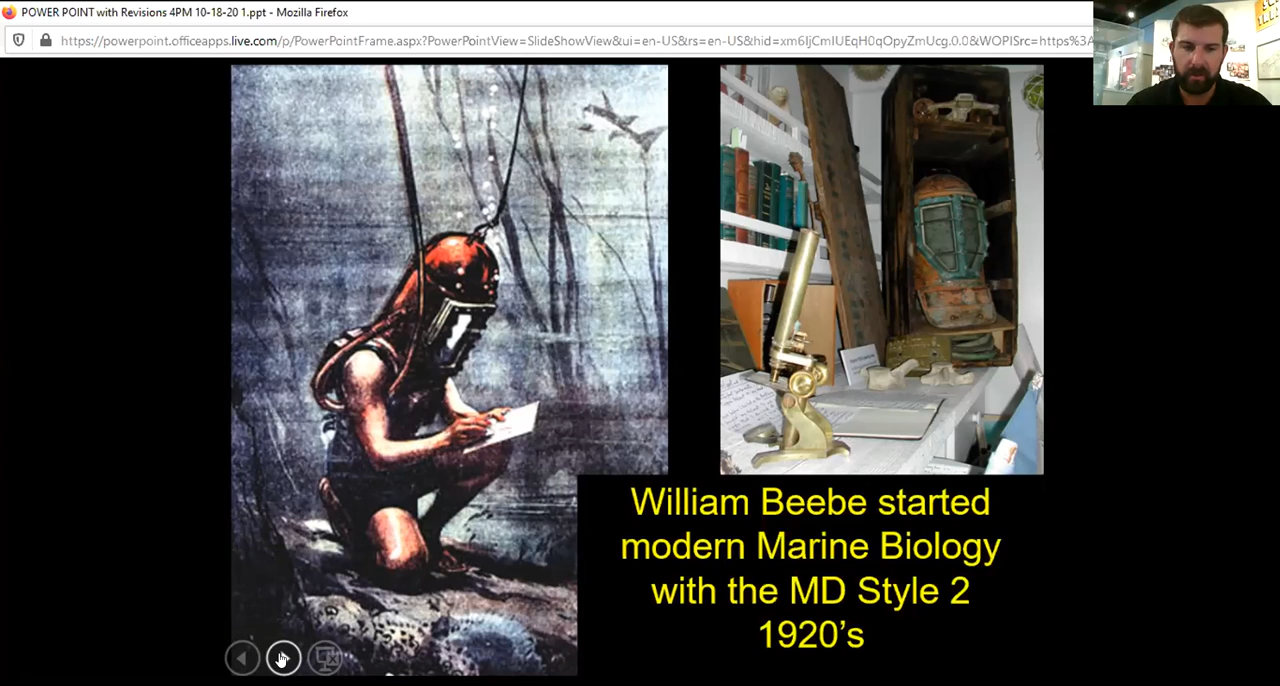 POWER POINT with Revisions 4PM 10-18-20 1.ppt - Mozilla Firefox
https://powerpoint.officeapps.live.com/p/PowerPointFrame.aspx?PowerPointView=SlideShowView&ui=en-US&rs=en-US&hid=xm6IjCmIUEqH0qOpyZmUcg.0.0&WOPISrc=https%3A
William Beebe started
modern Marine Biology
with the MD Style 2
1920's